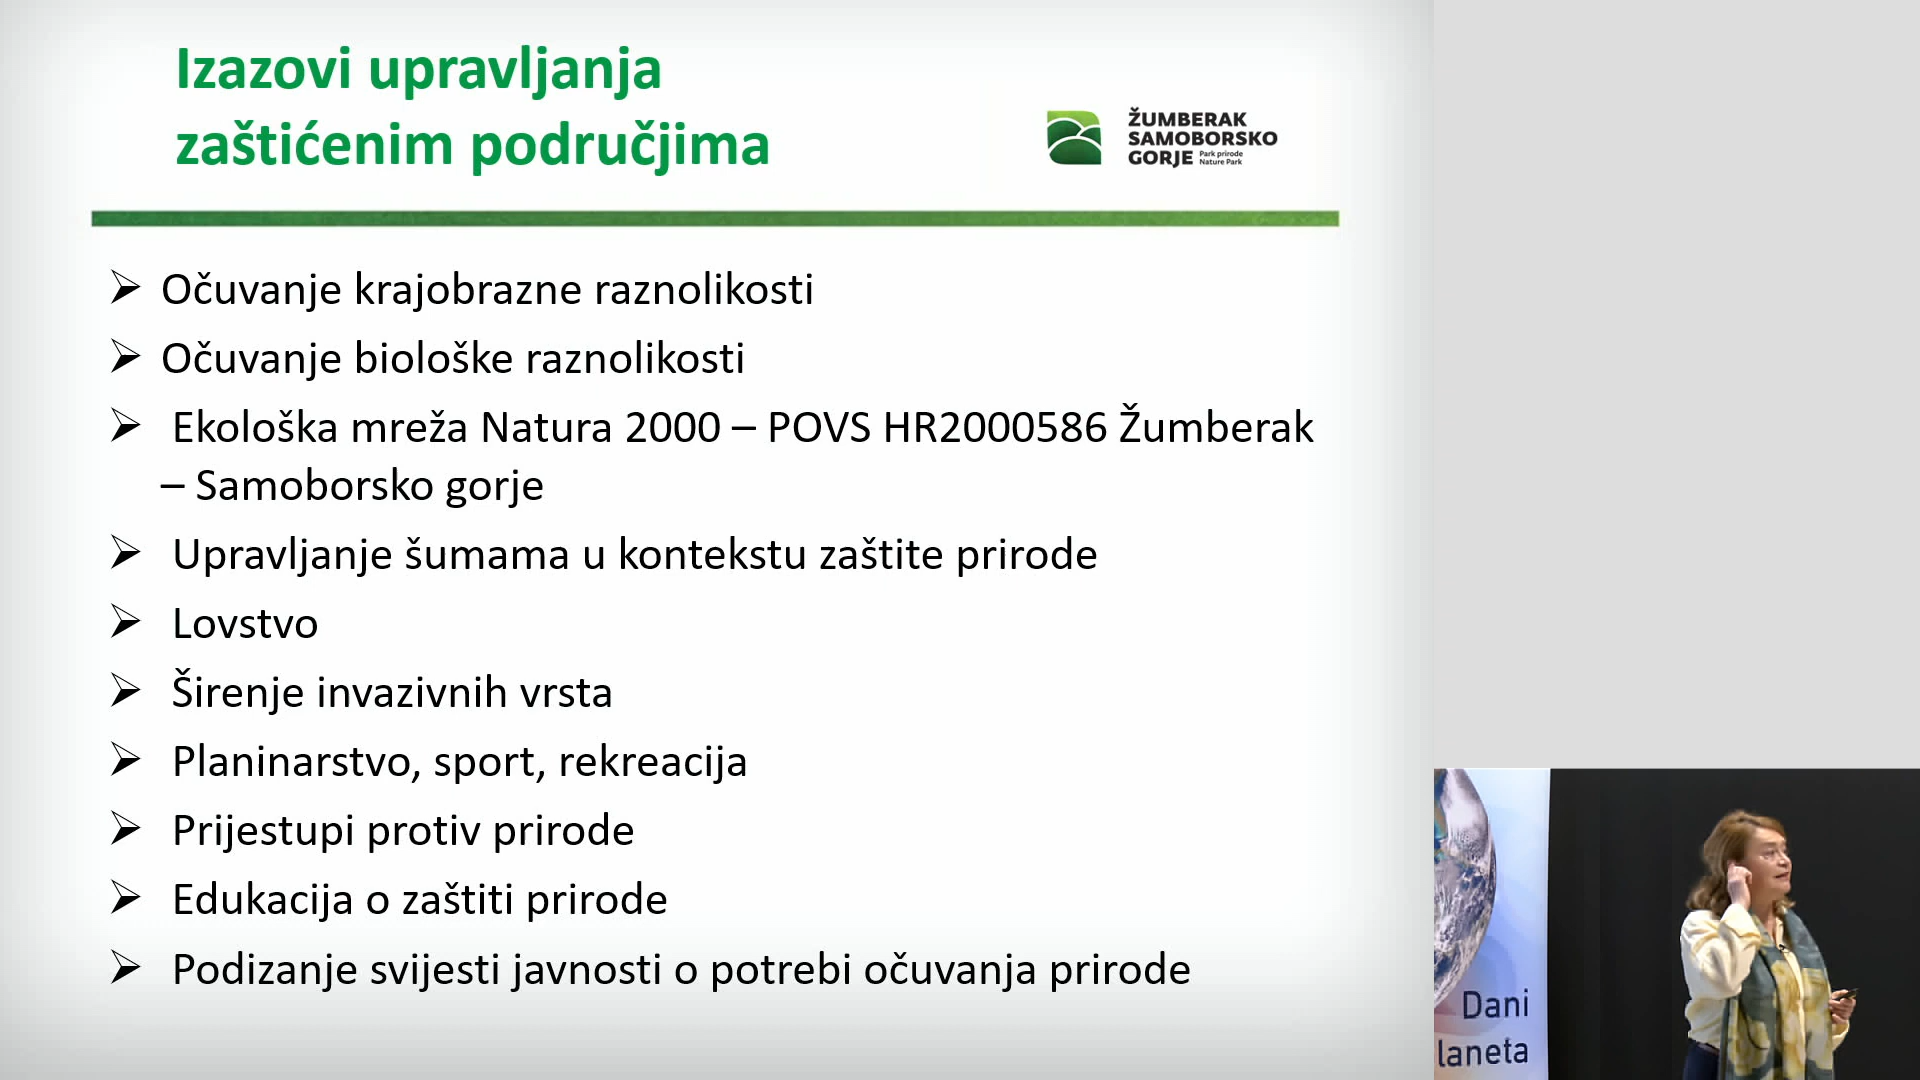 Izazovi upravljanja
zaštićenim područjima
ŽUMBERAK
SAMOBORSKO
GORJE Park prirode
Nature Park
➢ Očuvanje krajobrazne raznolikosti
➢ Očuvanje biološke raznolikosti
➢ Ekološka mreža Natura 2000 – POVS HR2000586 Žumberak
– Samoborsko gorje
➢ Upravljanje šumama u kontekstu zaštite prirode
➢ Lovstvo
➢ Širenje invazivnih vrsta
➢ Planinarstvo, sport, rekreacija
➢ Prijestupi protiv prirode
➢ Edukacija o zaštiti prirode
➢ Podizanje svijesti javnosti o potrebi očuvanja prirode
Dani
laneta